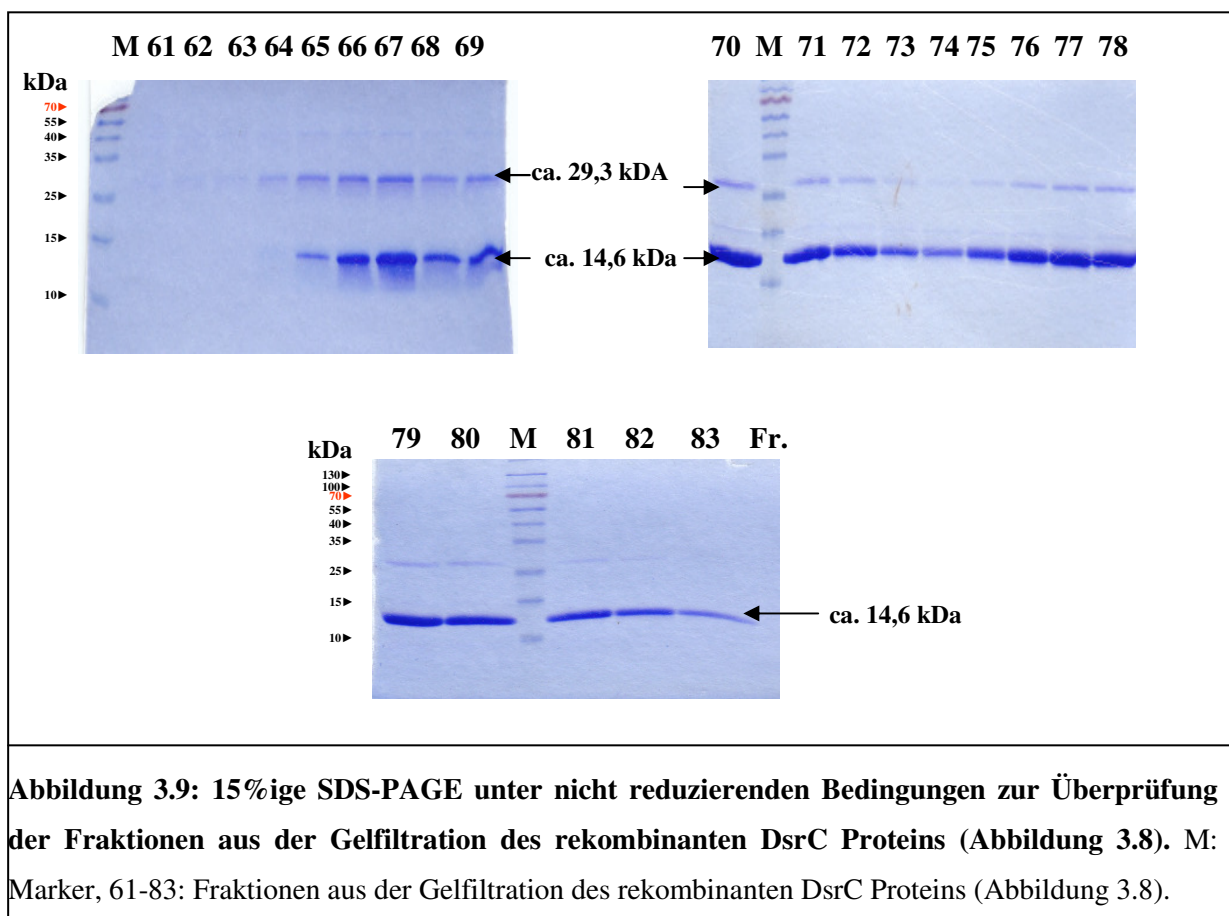 M 61 62 63 64 65 66 67 68 69
70 M 71 72 73 74 75 76 77 78
kDa
70►
55►
40►
35►
25►
15►
10►
ca. 29,3 kDA
ca. 14,6 kDa
79 80 M 81 82 83 Fr.
kDa
130►
100►
70►
55►
40►
35►
25►
15►
10►
ca. 14,6 kDa
Abbildung 3.9: 15%ige SDS-PAGE unter nicht reduzierenden Bedingungen zur Überprüfung
der Fraktionen aus der Gelfiltration des rekombinanten DsrC Proteins (Abbildung 3.8). M:
Marker, 61-83: Fraktionen aus der Gelfiltration des rekombinanten DsrC Proteins (Abbildung 3.8).